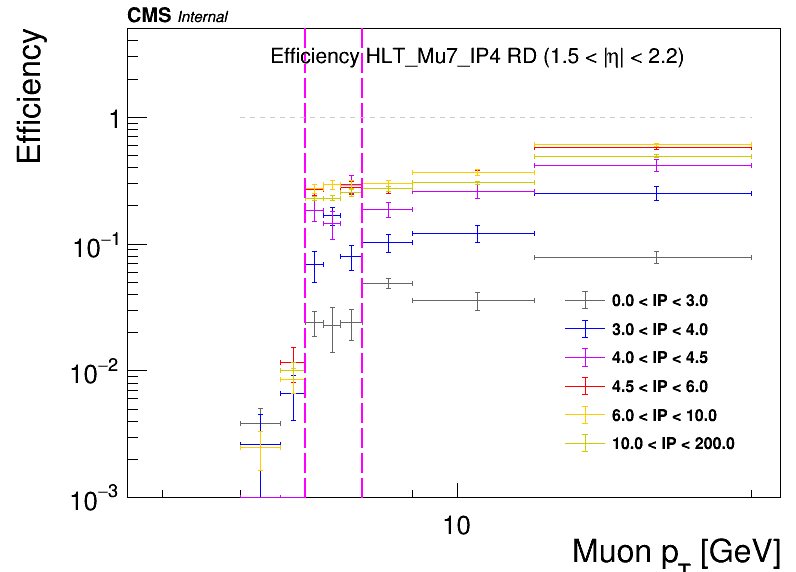 CMS Internal
Efficiency HLT_Mu7_IP4 RD (1.5 < |η| < 2.2)
Efficiency
1
10⁻¹
10⁻²
10⁻³
0.0 < IP < 3.0
3.0 < IP < 4.0
4.0 < IP < 4.5
4.5 < IP < 6.0
6.0 < IP < 10.0
10.0 < IP < 200.0
10
Muon p_T [GeV]